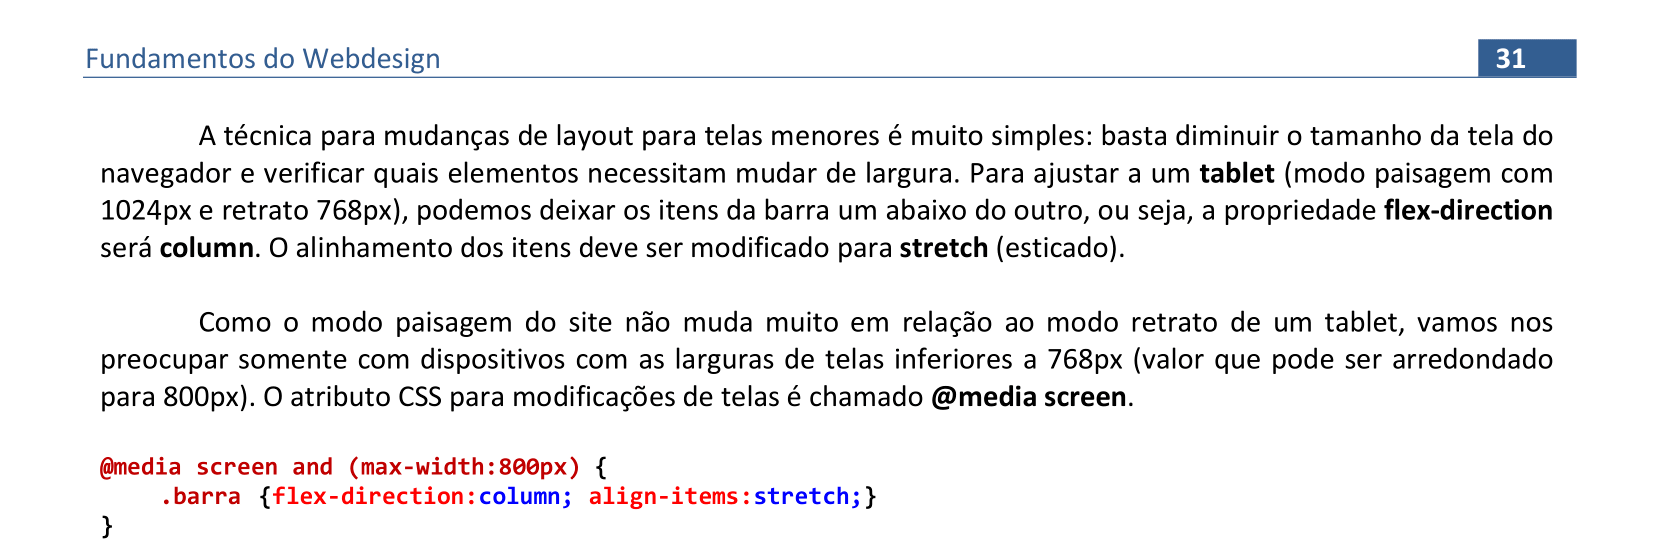 Fundamentos do Webdesign 31
A técnica para mudanças de layout para telas menores é muito simples: basta diminuir o tamanho da tela do
navegador e verificar quais elementos necessitam mudar de largura. Para ajustar a um tablet (modo paisagem com
1024px e retrato 768px), podemos deixar os itens da barra um abaixo do outro, ou seja, a propriedade flex-direction
será column. O alinhamento dos itens deve ser modificado para stretch (esticado).
Como o modo paisagem do site não muda muito em relação ao modo retrato de um tablet, vamos nos
preocupar somente com dispositivos com as larguras de telas inferiores a 768px (valor que pode ser arredondado
para 800px). O atributo CSS para modificações de telas é chamado @media screen.
@media screen and (max-width:800px) {
.barra {flex-direction:column; align-items:stretch;}
}